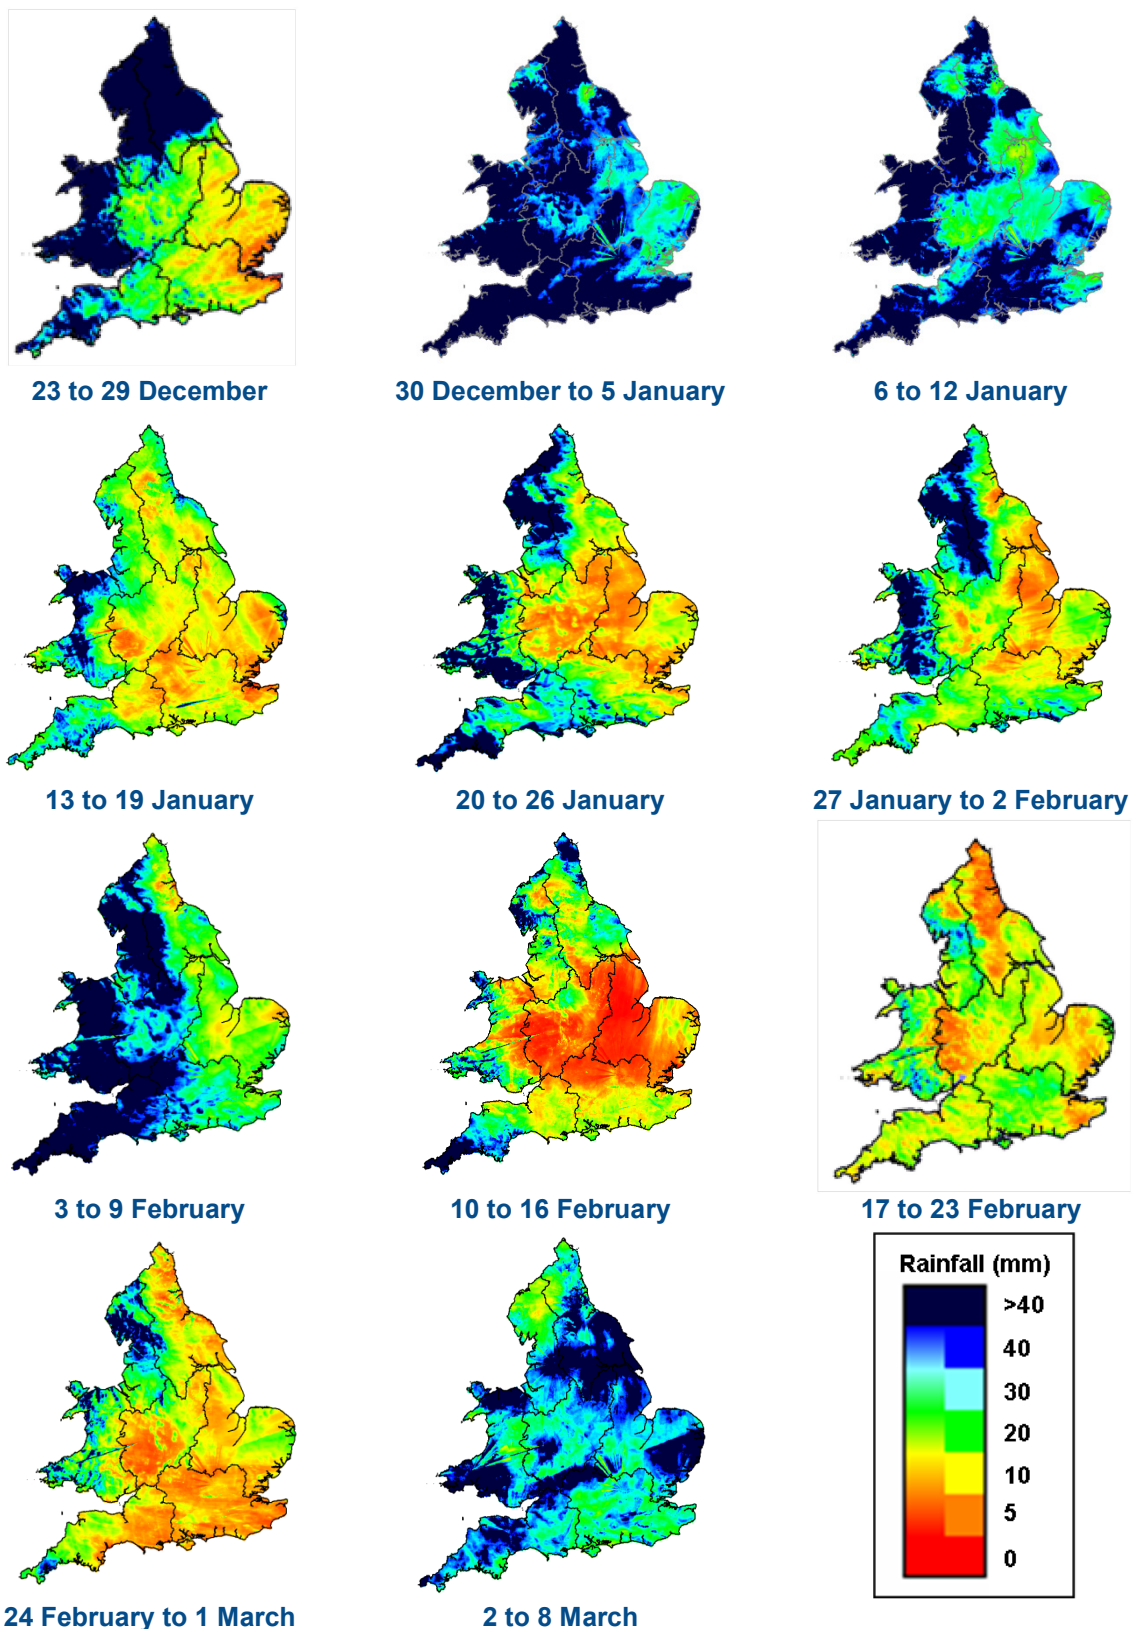 23 to 29 December
30 December to 5 January
6 to 12 January
13 to 19 January
20 to 26 January
27 January to 2 February
3 to 9 February
10 to 16 February
17 to 23 February
Rainfall (mm)
>40
40
30
20
10
5
0
24 February to 1 March
2 to 8 March